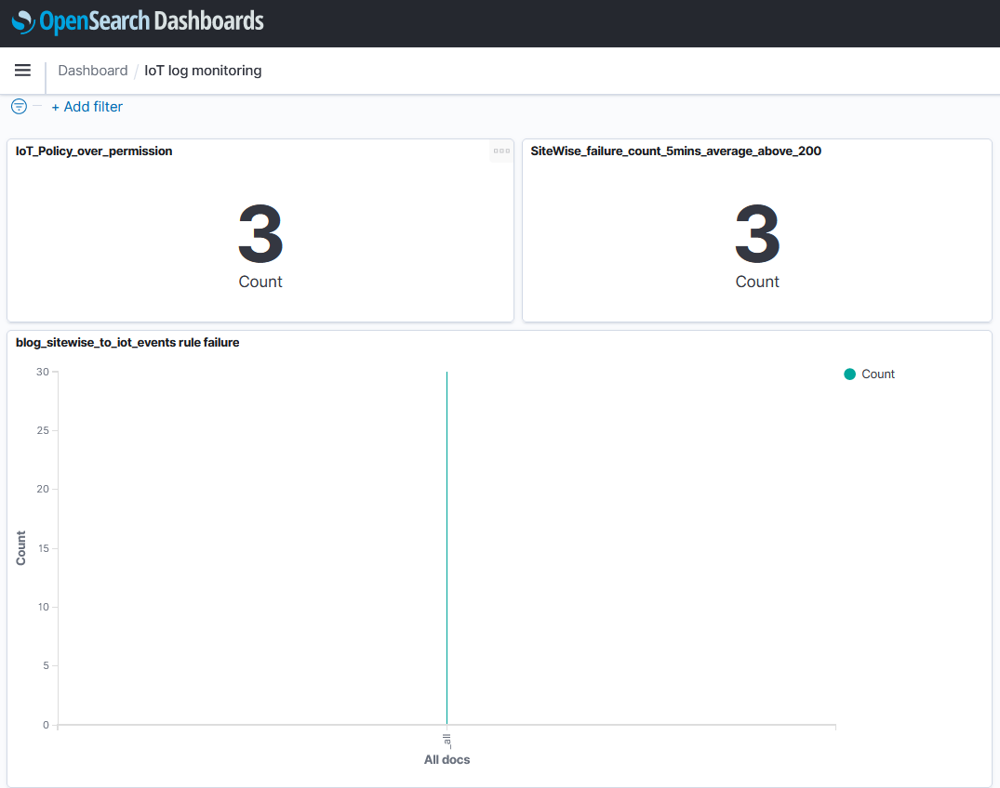 OpenSearch Dashboards
Dashboard / IoT log monitoring
+ Add filter
IoT_Policy_over_permission
3
Count
SiteWise_failure_count_5mins_average_above_200
3
Count
blog_sitewise_to_iot_events rule failure
Count
30
25
20
15
10
5
0
Count
_all
All docs